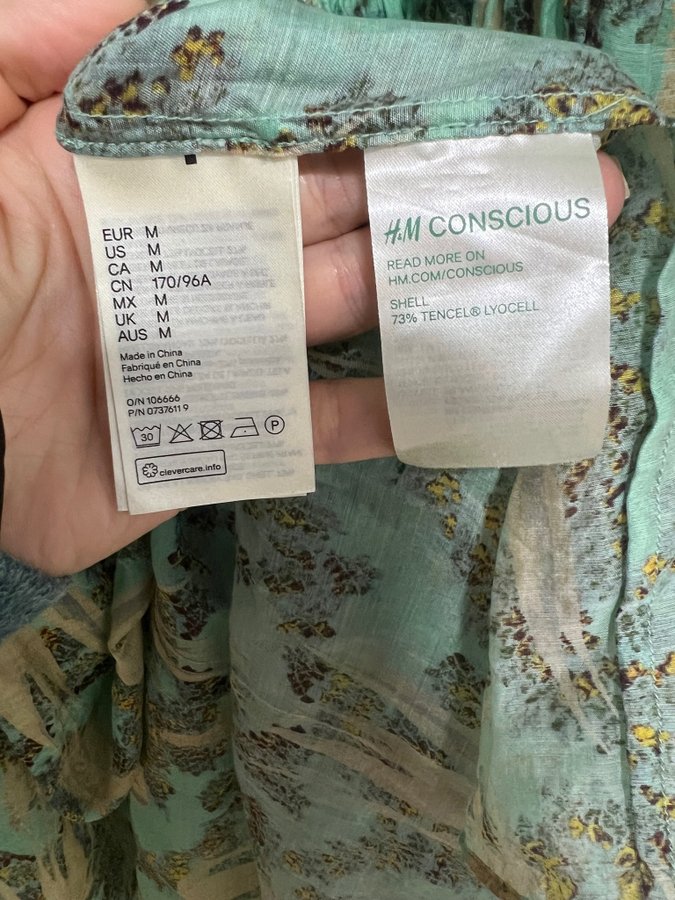 EUR M
US M
CA M
CN 170/96A
MX M
UK M
AUS M
Made in China
Fabriqué en China
Hecho en China
O/N 106666
P/N 0737611 9
30
P
clevercare.info
H&M CONSCIOUS
READ MORE ON
HM.COM/CONSCIOUS
SHELL
73% TENCEL® LYOCELL